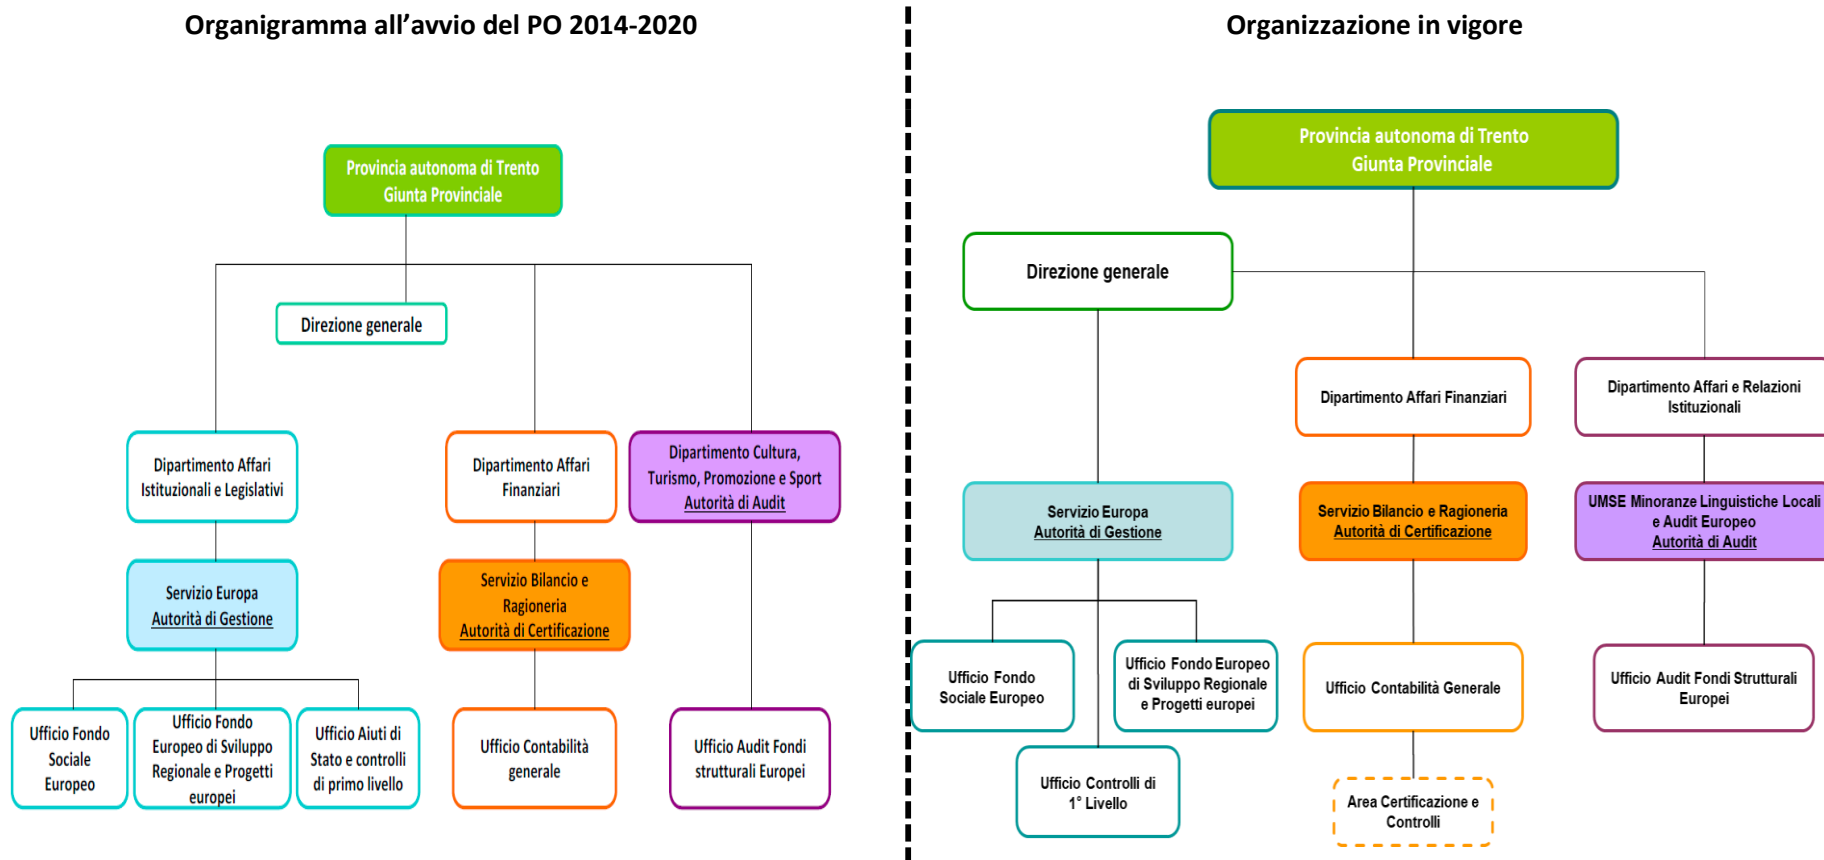 Organigramma all'avvio del PO 2014-2020
Provincia autonoma di Trento
Giunta Provinciale
Direzione generale
Dipartimento Affari
Istituzionali e Legislativi
Dipartimento Affari
Finanziari
Dipartimento Cultura,
Turismo, Promozione e Sport
Autorità di Audit
Servizio Europa
Autorità di Gestione
Servizio Bilancio e
Ragioneria
Autorità di Certificazione
Ufficio Fondo
Sociale
Europeo
Ufficio Fondo
Europeo di Sviluppo
Regionale e Progetti
europei
Ufficio Aiuti di
Stato e controlli
di primo livello
Ufficio Contabilità
generale
Ufficio Audit Fondi
strutturali Europei
Organizzazione in vigore
Provincia autonoma di Trento
Giunta Provinciale
Direzione generale
Dipartimento Affari Finanziari
Dipartimento Affari e Relazioni
Istituzionali
Servizio Europa
Autorità di Gestione
Servizio Bilancio e Ragioneria
Autorità di Certificazione
UMSE Minoranze Linguistiche Locali
e Audit Europeo
Autorità di Audit
Ufficio Fondo
Sociale Europeo
Ufficio Fondo Europeo
di Sviluppo Regionale
e Progetti europei
Ufficio Contabilità Generale
Ufficio Audit Fondi Strutturali
Europei
Ufficio Controlli di
1° Livello
Area Certificazione e
Controlli